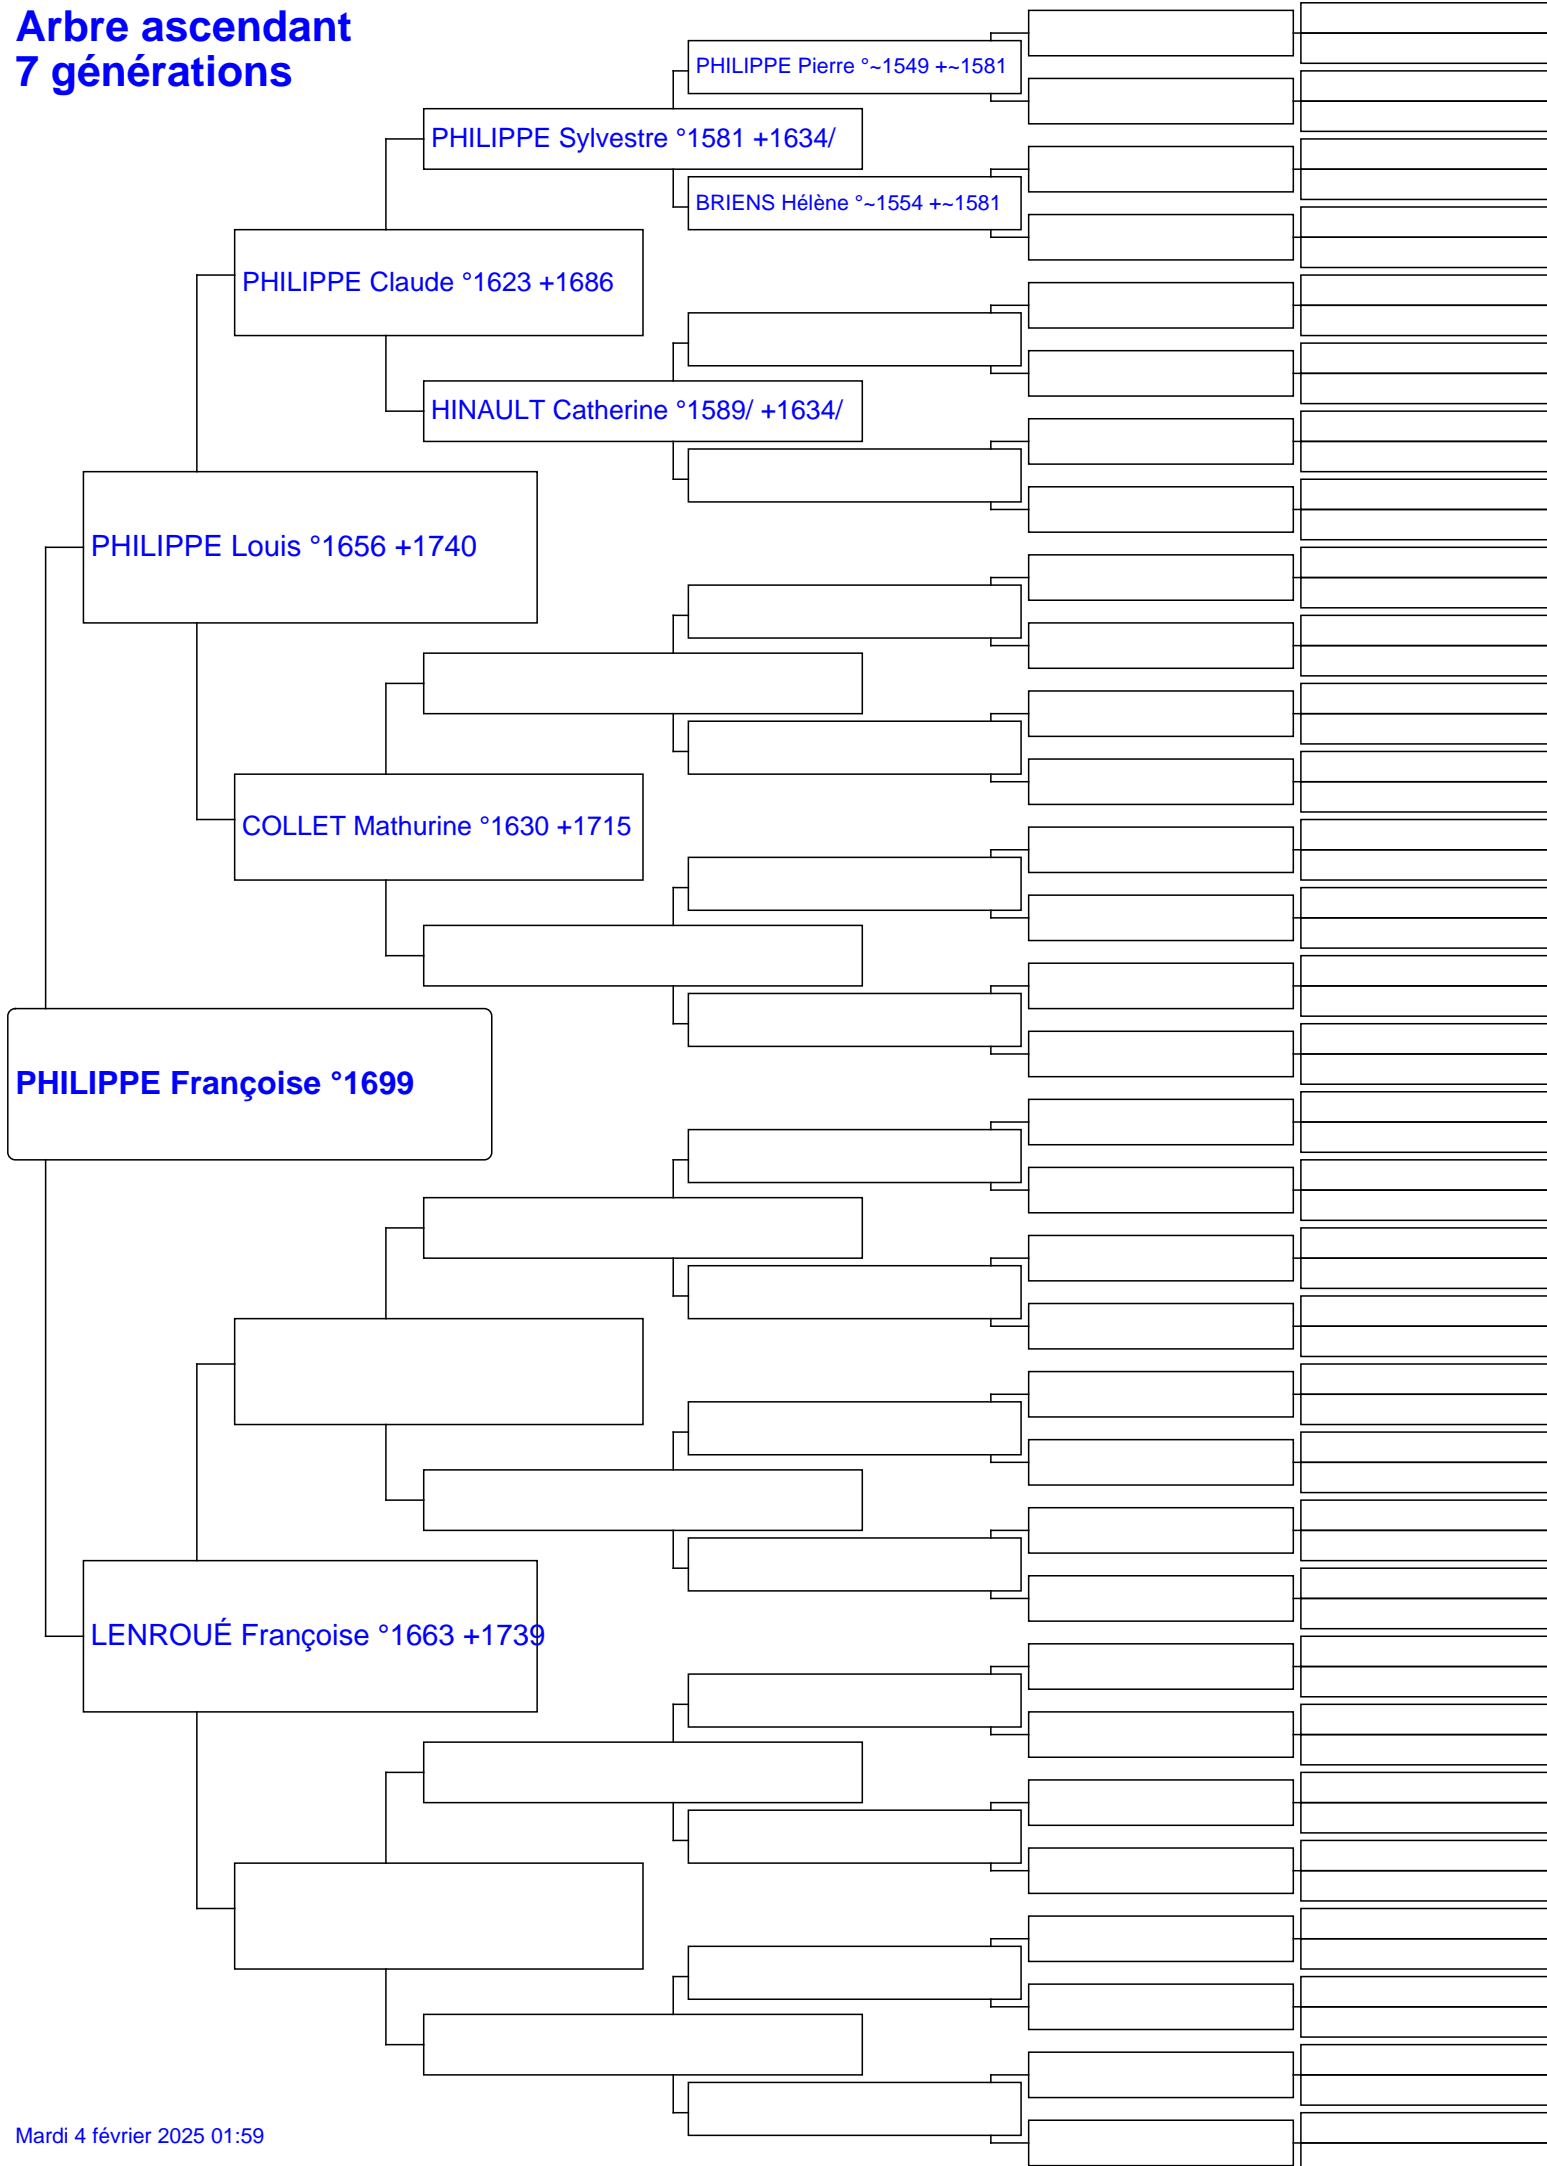 Arbre ascendant
7 générations
PHILIPPE Pierre °~1549 +~1581
PHILIPPE Sylvestre °1581 +1634/
BRIENS Hélène °~1554 +~1581
PHILIPPE Claude °1623 +1686
HINAULT Catherine °1589/ +1634/
PHILIPPE Louis °1656 +1740
COLLET Mathurine °1630 +1715
PHILIPPE Françoise °1699
LENROUÉ Françoise °1663 +1739
Mardi 4 février 2025 01:59